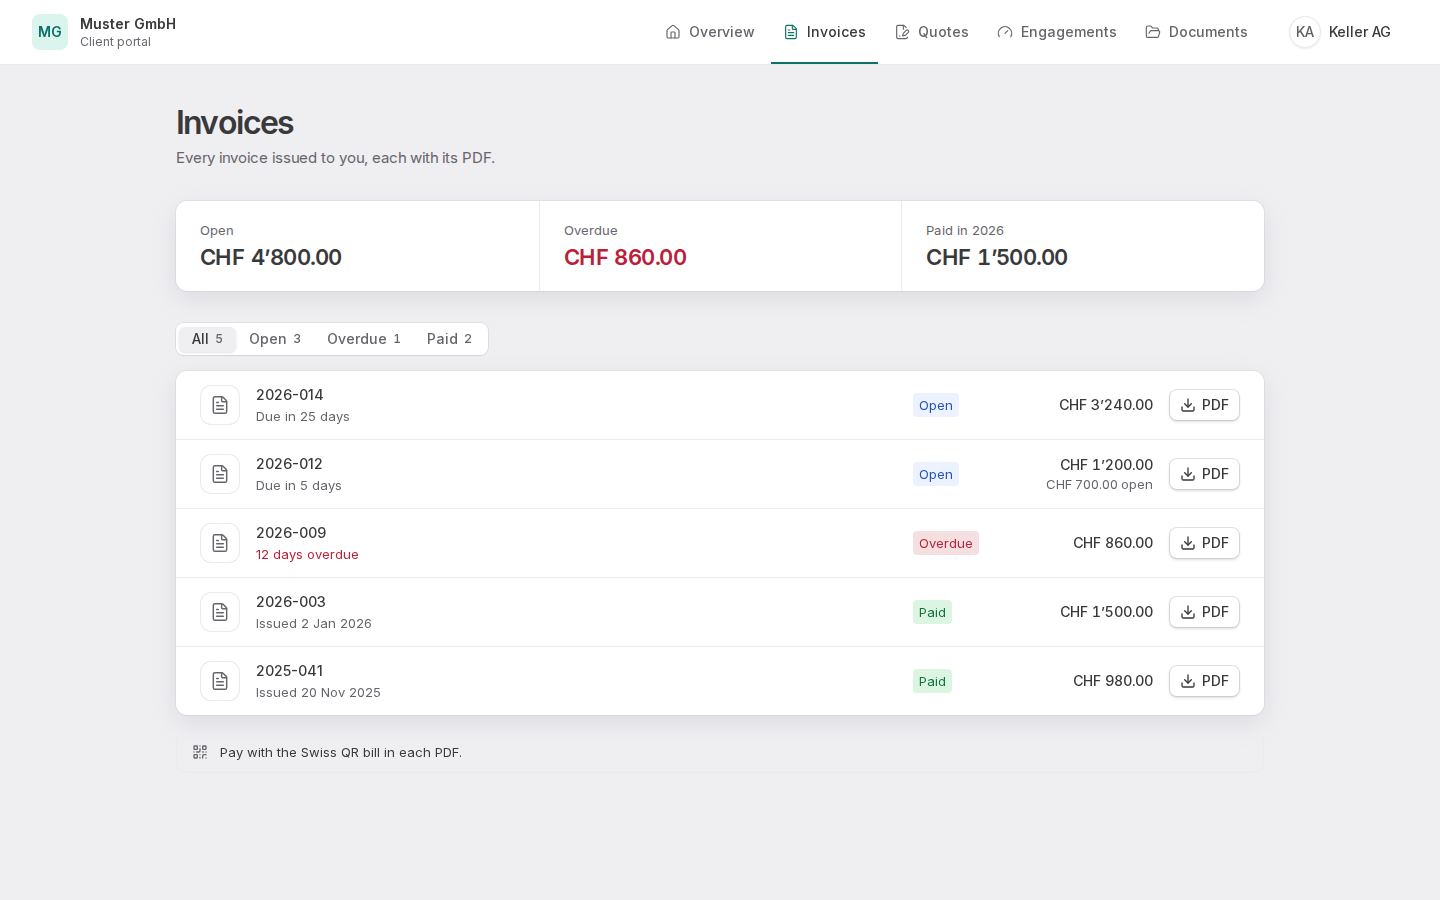 MG
Muster GmbH
Client portal
Overview
Invoices
Quotes
Engagements
Documents
KA
Keller AG
Invoices
Every invoice issued to you, each with its PDF.
Open
CHF 4’800.00
Overdue
CHF 860.00
Paid in 2026
CHF 1’500.00
All 5
Open 3
Overdue 1
Paid 2
2026-014
Due in 25 days
Open
CHF 3’240.00
PDF
2026-012
Due in 5 days
Open
CHF 1’200.00
CHF 700.00 open
PDF
2026-009
12 days overdue
Overdue
CHF 860.00
PDF
2026-003
Issued 2 Jan 2026
Paid
CHF 1’500.00
PDF
2025-041
Issued 20 Nov 2025
Paid
CHF 980.00
PDF
Pay with the Swiss QR bill in each PDF.